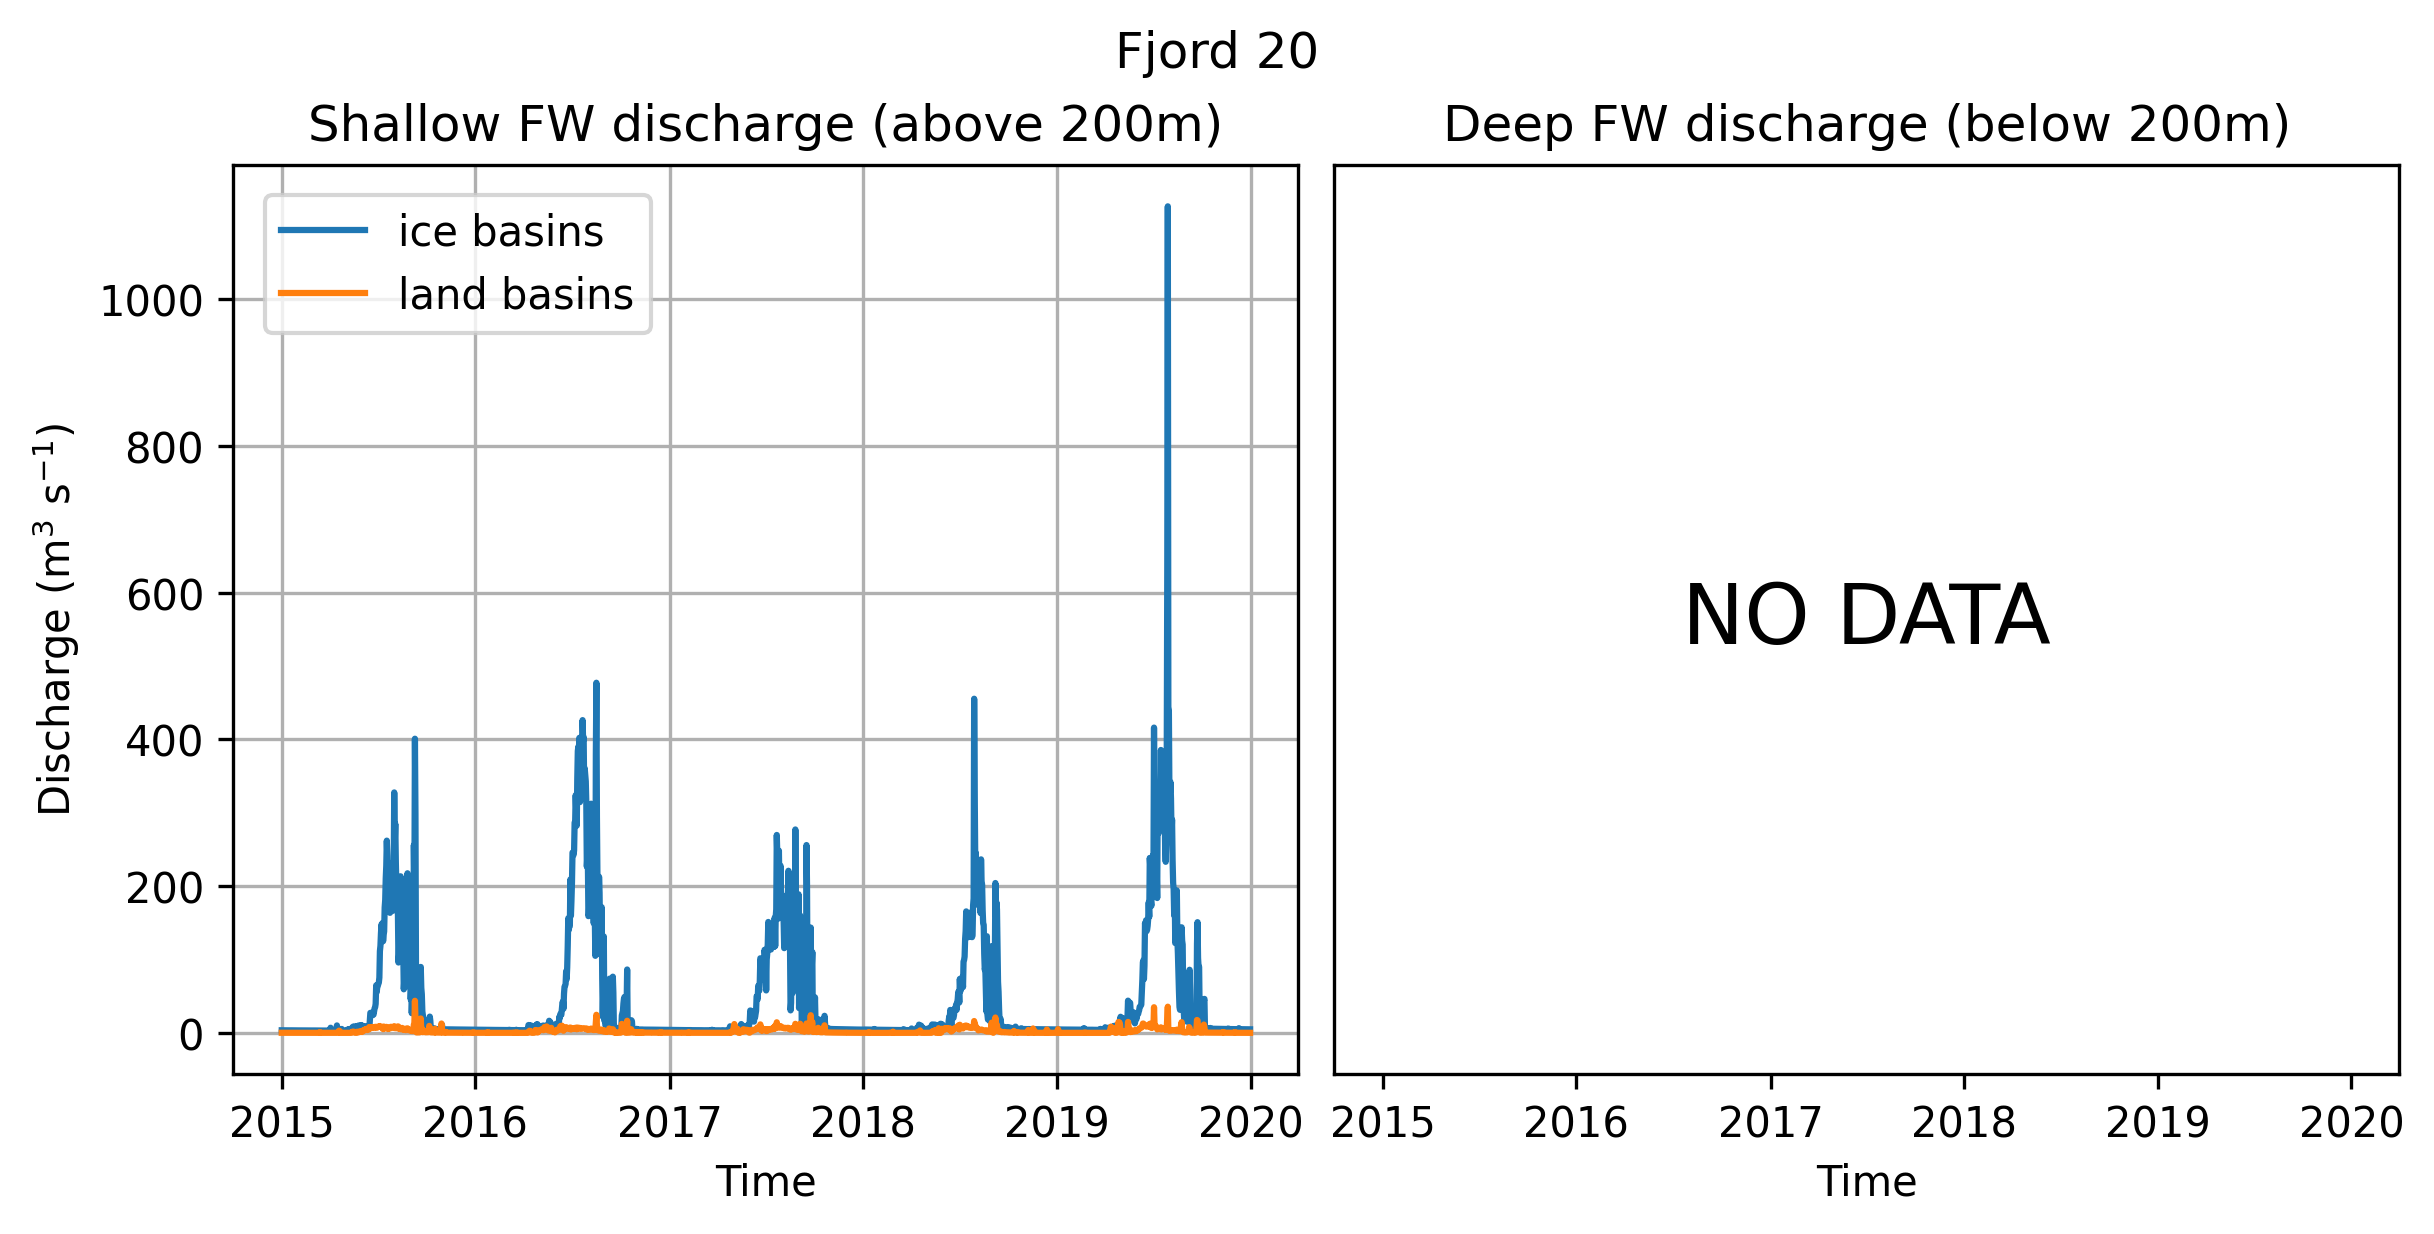 Fjord 20
Shallow FW discharge (above 200m)
ice basins
land basins
1000
800
600
400
200
0
Discharge (m³ s⁻¹)
2015 2016 2017 2018 2019 2020
Time
Deep FW discharge (below 200m)
NO DATA
2015 2016 2017 2018 2019 2020
Time